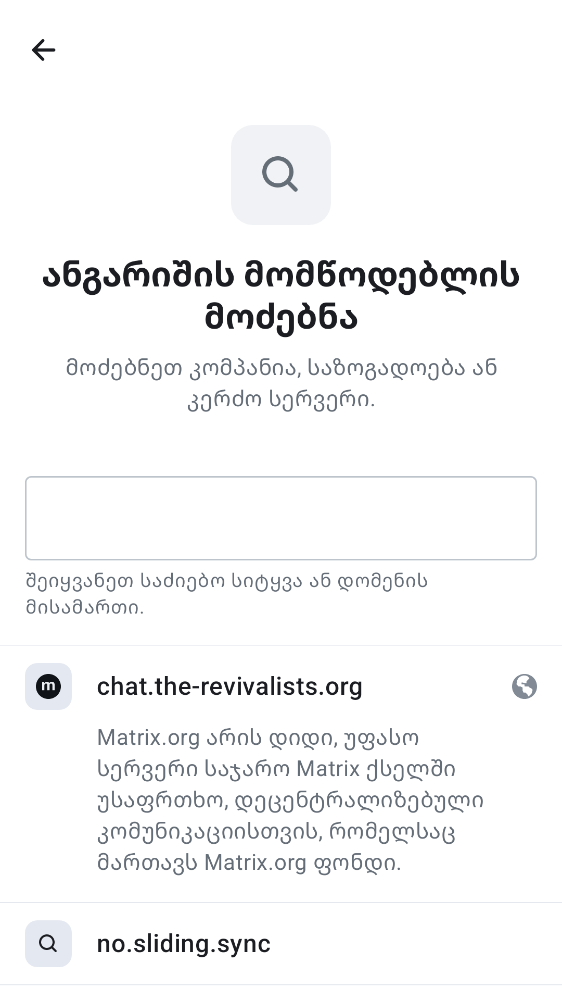 ანგარიშის მომწოდებლის
მოძებნა
მოძებნეთ კომპანია, საზოგადოება ან
კერძო სერვერი.
შეიყვანეთ საძიებო სიტყვა ან დომენის
მისამართი.
m
chat.the-revivalists.org
Matrix.org არის დიდი, უფასო
სერვერი საჯარო Matrix ქსელში
უსაფრთხო, დეცენტრალიზებული
კომუნიკაციისთვის, რომელსაც
მართავს Matrix.org ფონდი.
no.sliding.sync